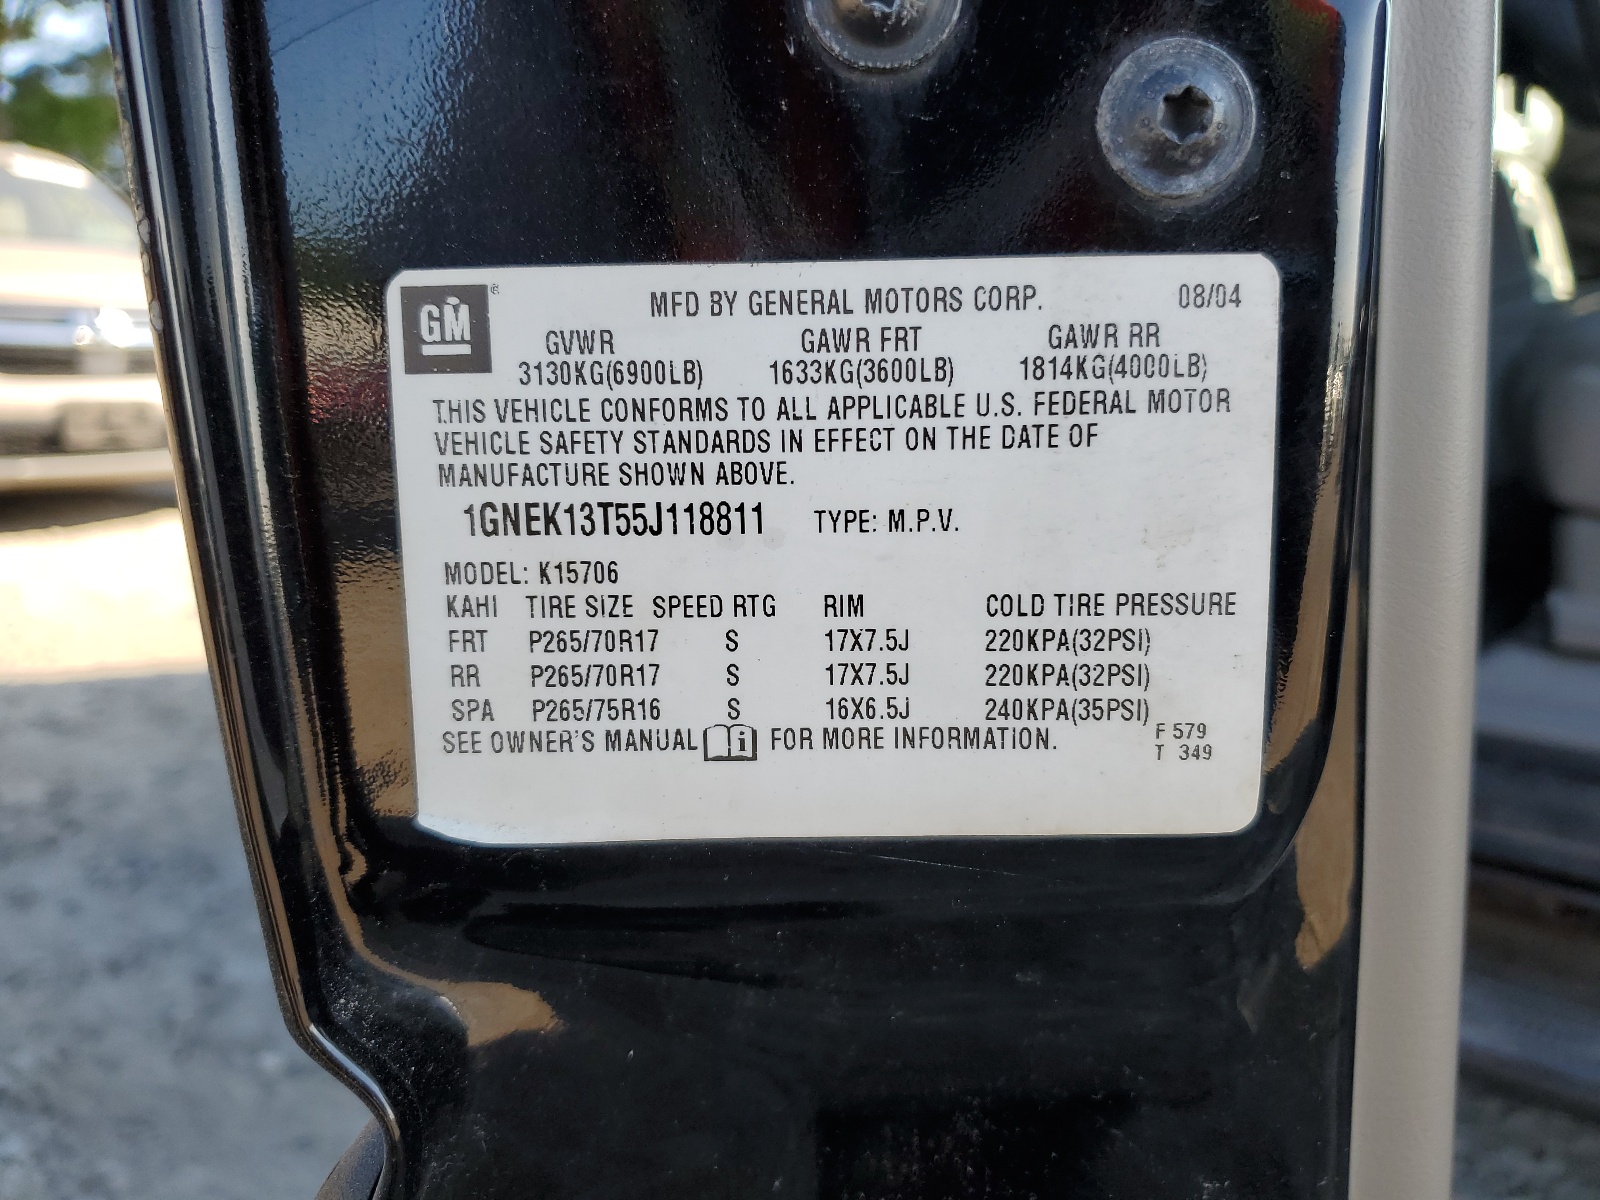 GM ®
MFD BY GENERAL MOTORS CORP. 08/04
GVWR GAWR FRT GAWR RR
3130KG(6900LB) 1633KG(3600LB) 1814KG(4000LB)
THIS VEHICLE CONFORMS TO ALL APPLICABLE U.S. FEDERAL MOTOR
VEHICLE SAFETY STANDARDS IN EFFECT ON THE DATE OF
MANUFACTURE SHOWN ABOVE.
1GNEK13T55J118811 TYPE: M.P.V.
MODEL: K15706
KAHI TIRE SIZE SPEED RTG RIM COLD TIRE PRESSURE
FRT P265/70R17 S 17X7.5J 220KPA(32PSI)
RR P265/70R17 S 17X7.5J 220KPA(32PSI)
SPA P265/75R16 S 16X6.5J 240KPA(35PSI)
SEE OWNER'S MANUAL i FOR MORE INFORMATION.
F 579
T 349